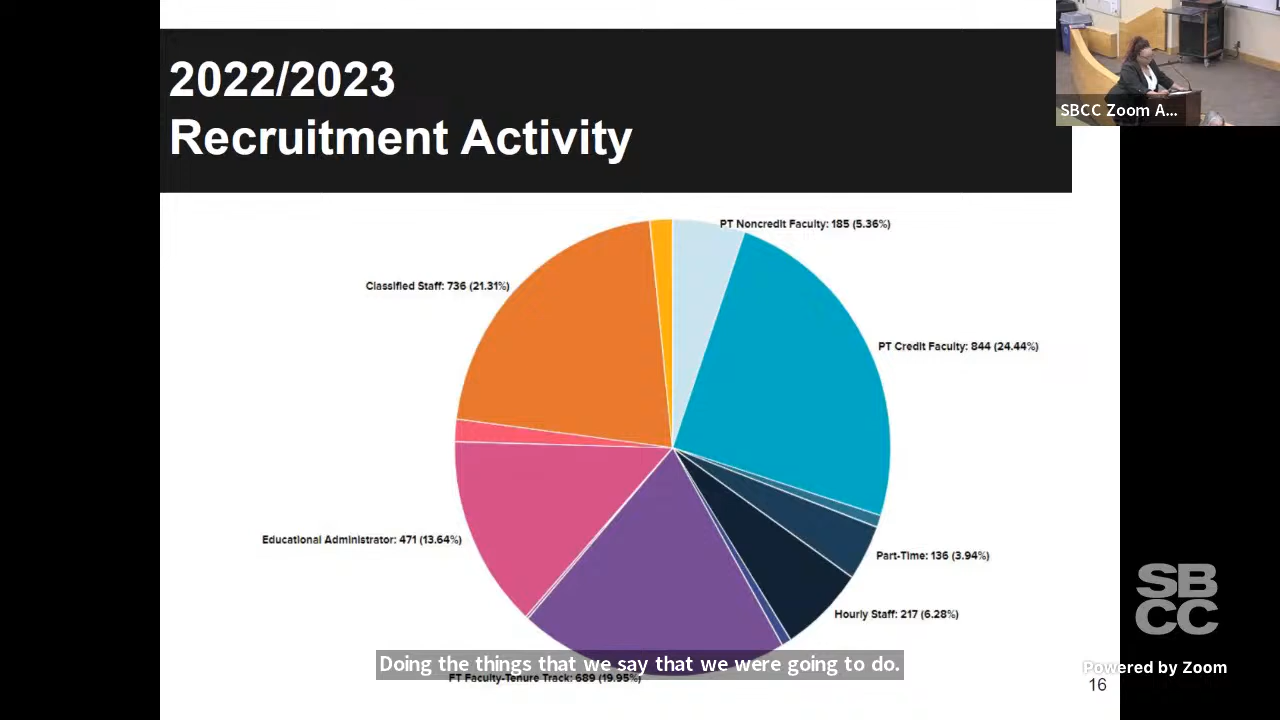 2022/2023
Recruitment Activity
SBCC Zoom A...
PT Noncredit Faculty: 185 (5.36%)
Classified Staff: 736 (21.31%)
PT Credit Faculty: 844 (24.44%)
Educational Administrator: 471 (13.64%)
Part-Time: 136 (3.94%)
Hourly Staff: 217 (6.28%)
SB
CC
Doing the things that we say that we were going to do.
FT Faculty-Tenure Track: 689 (19.95%)
Powered by Zoom
16